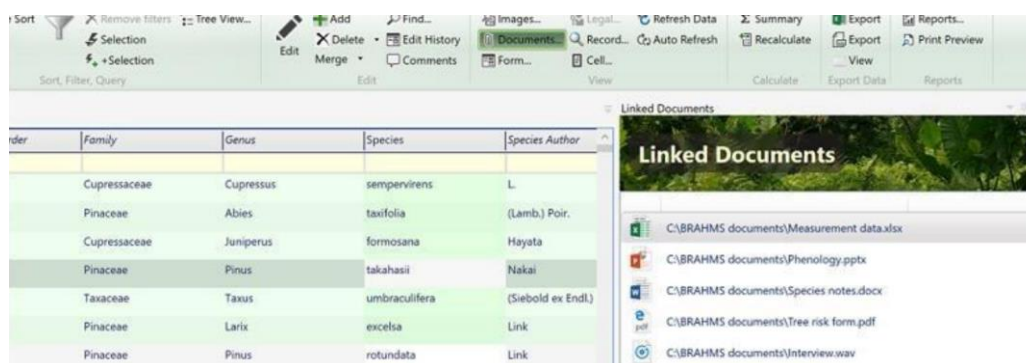 Sort Remove filters Tree View... Add Find... Images... Legal... Refresh Data Σ Summary Export Reports...
Selection Edit Delete Edit History Documents... Record... Auto Refresh Recalculate Export Print Preview
+Selection Merge Comments Form... Cell... View
Sort, Filter, Query Edit View Calculate Export Data Reports
Linked Documents
rder Family Genus Species Species Author
Linked Documents
Cupressaceae Cupressus sempervirens L.
Pinaceae Abies taxifolia (Lamb.) Poir.
C:\BRAHMS documents\Measurement data.xlsx
Cupressaceae Juniperus formosana Hayata
C:\BRAHMS documents\Phenology.pptx
Pinaceae Pinus takahasii Nakai
C:\BRAHMS documents\Species notes.docx
Taxaceae Taxus umbraculifera (Siebold ex Endl.)
pdf C:\BRAHMS documents\Tree risk form.pdf
Pinaceae Larix excelsa Link
C:\BRAHMS documents\Interview.wav
Pinaceae Pinus rotundata Link